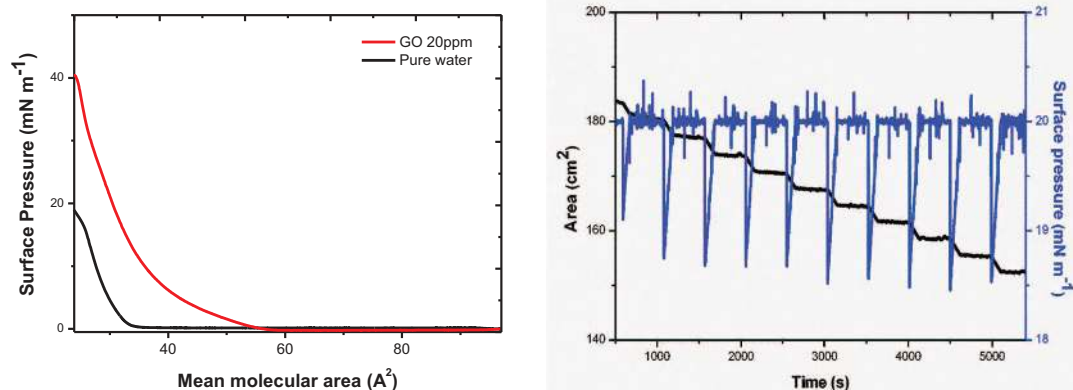 GO 20ppm
Pure water
40
20
0
Surface Pressure (mN m⁻¹)
40
60
80
Mean molecular area (A²)
200
180
160
140
Area (cm²)
21
20
19
18
Surface pressure (mN m⁻¹)
1000
2000
3000
4000
5000
Time (s)